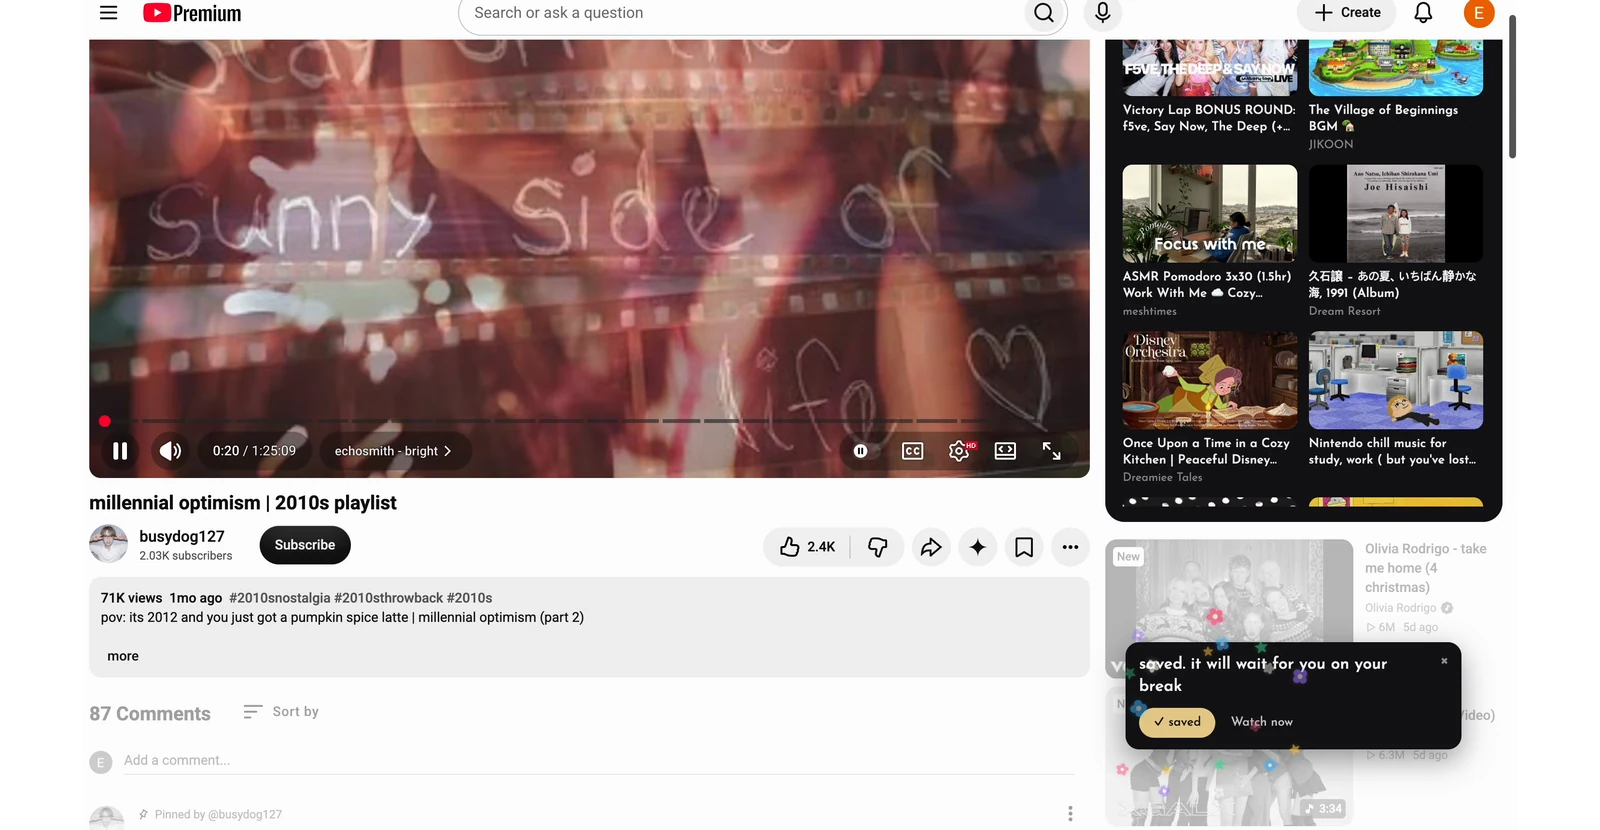 Premium
Search or ask a question
Create
E
sunny side of
life
0:20 / 1:25:09
echosmith - bright
CC
HD
millennial optimism | 2010s playlist
busydog127
2.03K subscribers
Subscribe
2.4K
71K views 1mo ago #2010snostalgia #2010sthrowback #2010s
pov: its 2012 and you just got a pumpkin spice latte | millennial optimism (part 2)
more
87 Comments
Sort by
E
Add a comment...
Pinned by @busydog127
F5VE, THE DEEP & SAY NOW
LIVE
Victory Lap BONUS ROUND:
f5ve, Say Now, The Deep (+...
The Village of Beginnings
BGM
JIKOON
Pomodoro
Focus with me
ASMR Pomodoro 3x30 (1.5hr)
Work With Me ☁ Cozy...
meshtimes
Ano Natsu, Ichiban Shizukana Umi
Joe Hisaishi
久石譲 – あの夏、いちばん静かな
海, 1991 (Album)
Dream Resort
Disney
Orchestra
Once Upon a Time in a Cozy
Kitchen | Peaceful Disney...
Dreamiee Tales
Nintendo chill music for
study, work ( but you've lost...
New
Olivia Rodrigo - take
me home (4
christmas)
Olivia Rodrigo
6M 5d ago
saved. it will wait for you on your
break
✓ saved
Watch now
6.3M 5d ago
3:34